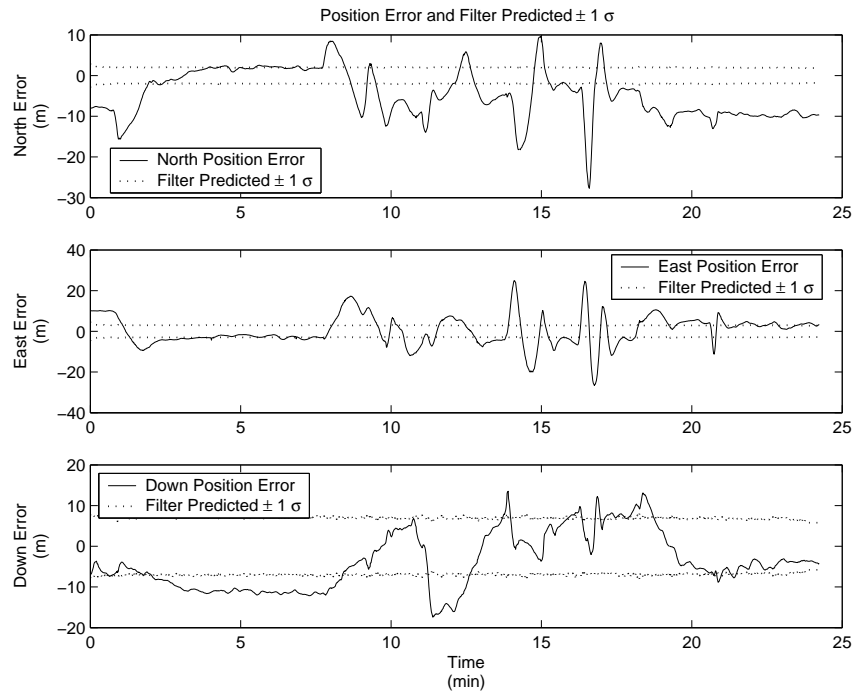 Position Error and Filter Predicted ± 1 σ
10
0
−10
−20
−30
North Error
(m)
North Position Error
Filter Predicted ± 1 σ
0 5 10 15 20 25
40
20
0
−20
−40
East Error
(m)
East Position Error
Filter Predicted ± 1 σ
0 5 10 15 20 25
20
10
0
−10
−20
Down Error
(m)
Down Position Error
Filter Predicted ± 1 σ
0 5 10 15 20 25
Time
(min)